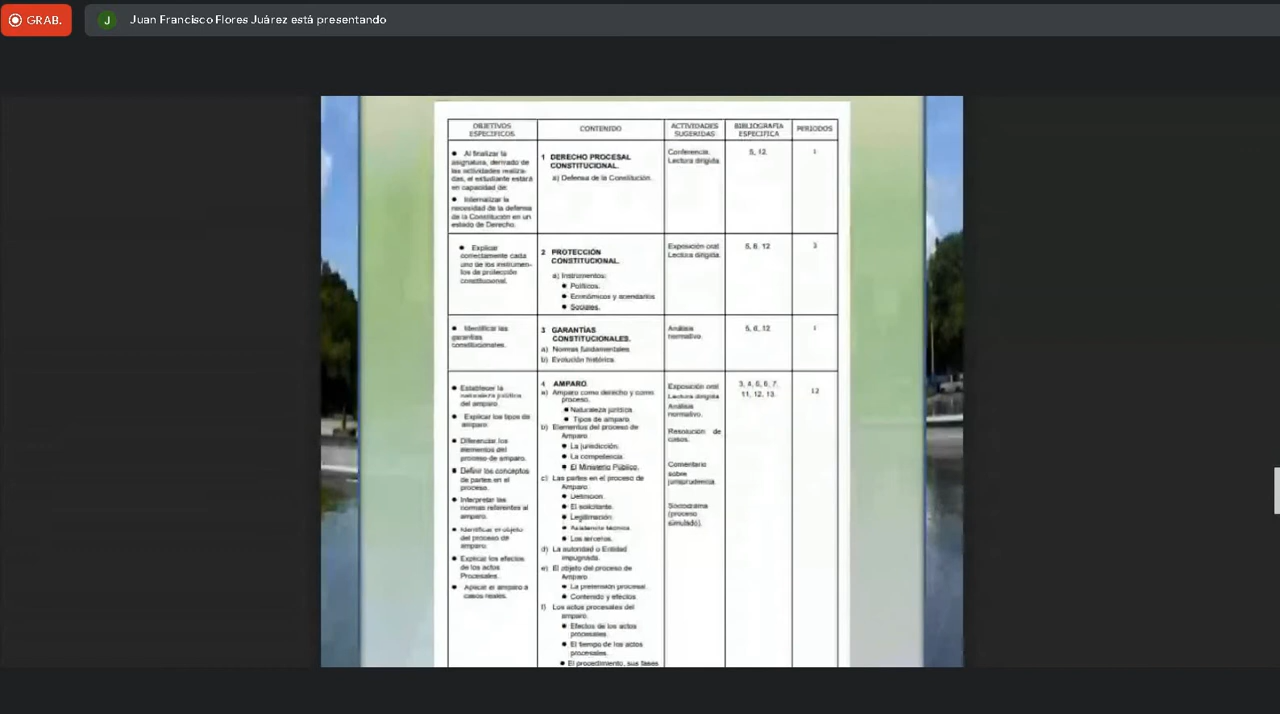 GRAB.
J
Juan Francisco Flores Juárez está presentando
OBJETIVOS
ESPECIFICOS
CONTENIDO
ACTIVIDADES
SUGERIDAS
BIBLIOGRAFIA
ESPECIFICA
PERIODOS
● Al finalizar la
asignatura, derivado de
las actividades realiza-
das, el estudiante estará
en capacidad de:
● Internalizar la
necesidad de la defensa
de la Constitución en un
estado de Derecho.
1 DERECHO PROCESAL
CONSTITUCIONAL.
a) Defensa de la Constitución.
Conferencia.
Lectura dirigida.
5, 12.
1
● Explicar
correctamente cada
uno de los instrumen-
tos de protección
constitucional.
2 PROTECCIÓN
CONSTITUCIONAL.
a) Instrumentos:
● Políticos.
● Económicos y
● Sociales.
Exposición oral
Lectura dirigida.
5, 6, 12
3
● Identificar las
garantías
constitucionales.
3 GARANTÍAS
CONSTITUCIONALES.
a) Normas fundamentales.
b) Evolución histórica.
Análisis
normativo.
5, 6, 12
1
● Establecer la
naturaleza jurídica
del amparo.
● Explicar los tipos de
amparo.
● Diferenciar los
elementos del
proceso de amparo.
● Definir los conceptos
de partes en el
proceso.
● Interpretar las
normas referentes al
amparo.
● Identificar el objeto
del proceso de
amparo.
● Explicar los efectos
de los actos
Procesales.
● Aplicar el amparo a
casos reales.
4 AMPARO.
a) Amparo como derecho y como
proceso.
● Naturaleza jurídica
● Tipos de amparo
b) Elementos del proceso de
Amparo
● La jurisdicción.
● La competencia.
● El Ministerio Público.
c) Las partes en el proceso de
Amparo.
● Definición.
● El solicitante.
● Legitimación.
● Asistencia técnica.
● Los terceros.
d) La autoridad o Entidad
impugnada.
e) El objeto del proceso de
Amparo
● La pretensión procesal.
● Contenido y efectos
f) Los actos procesales del
amparo.
● Efectos de los actos
procesales.
● El tiempo de los actos
procesales.
● El procedimiento, sus fases
Exposición oral
Lectura dirigida
Análisis
normativo.
Resolución de
casos.
Comentario
sobre
jurisprudencia.
Sociodrama
(proceso
simulado).
3, 4, 5, 6, 7,
11, 12, 13.
12